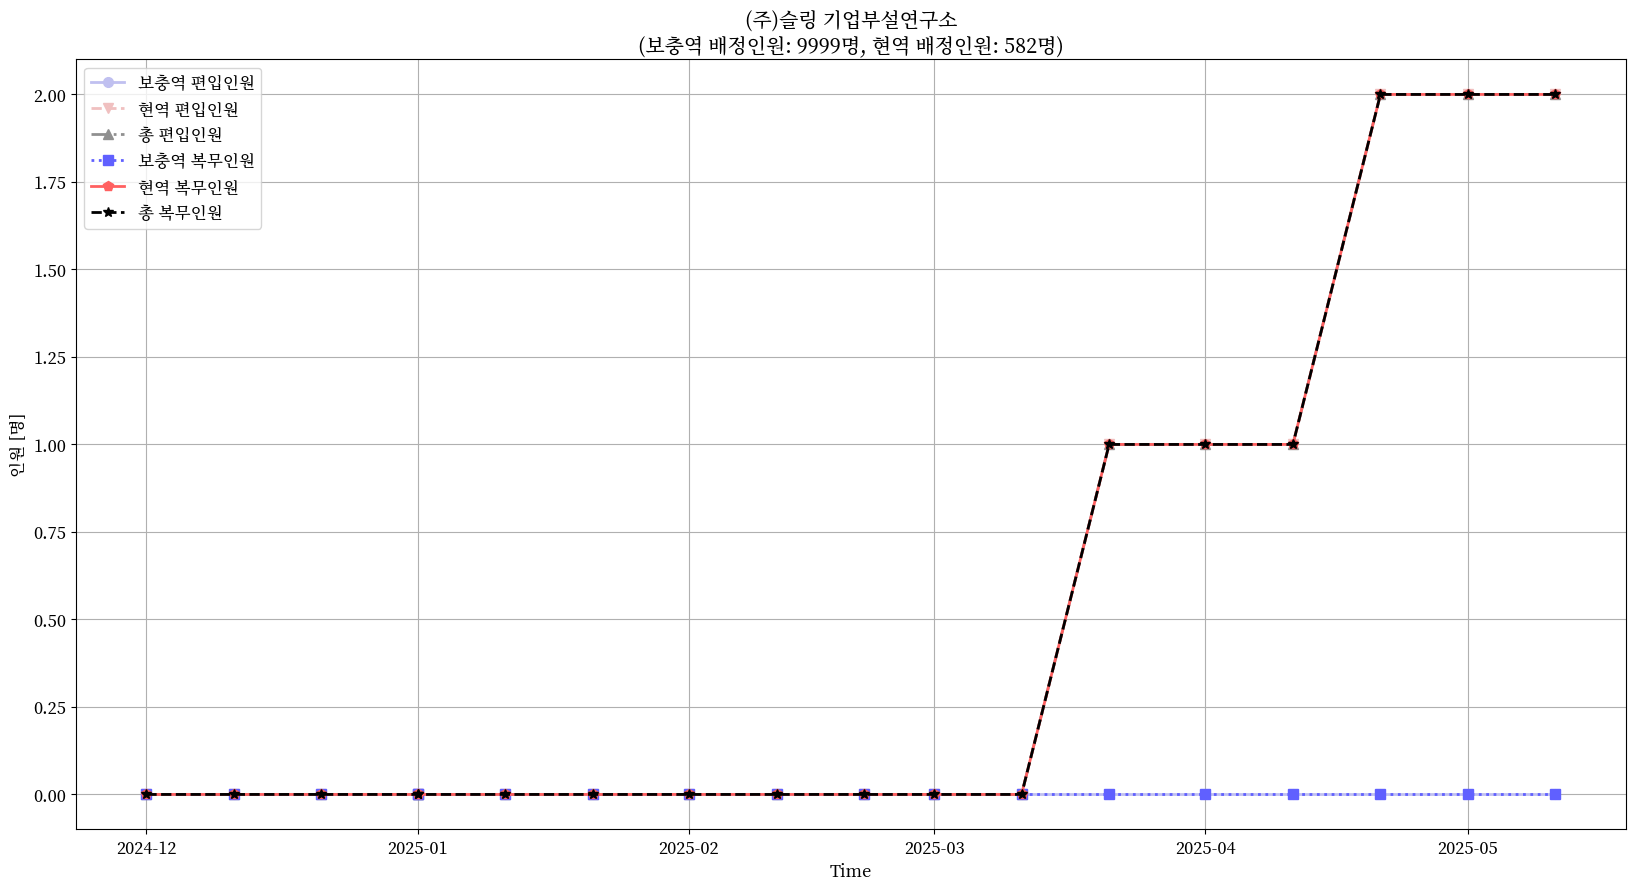 (주)슬링 기업부설연구소
(보충역 배정인원: 9999명, 현역 배정인원: 582명)
보충역 편입인원
현역 편입인원
총 편입인원
보충역 복무인원
현역 복무인원
총 복무인원
인원 [명]
2.00
1.75
1.50
1.25
1.00
0.75
0.50
0.25
0.00
2024-12
2025-01
2025-02
2025-03
2025-04
2025-05
Time